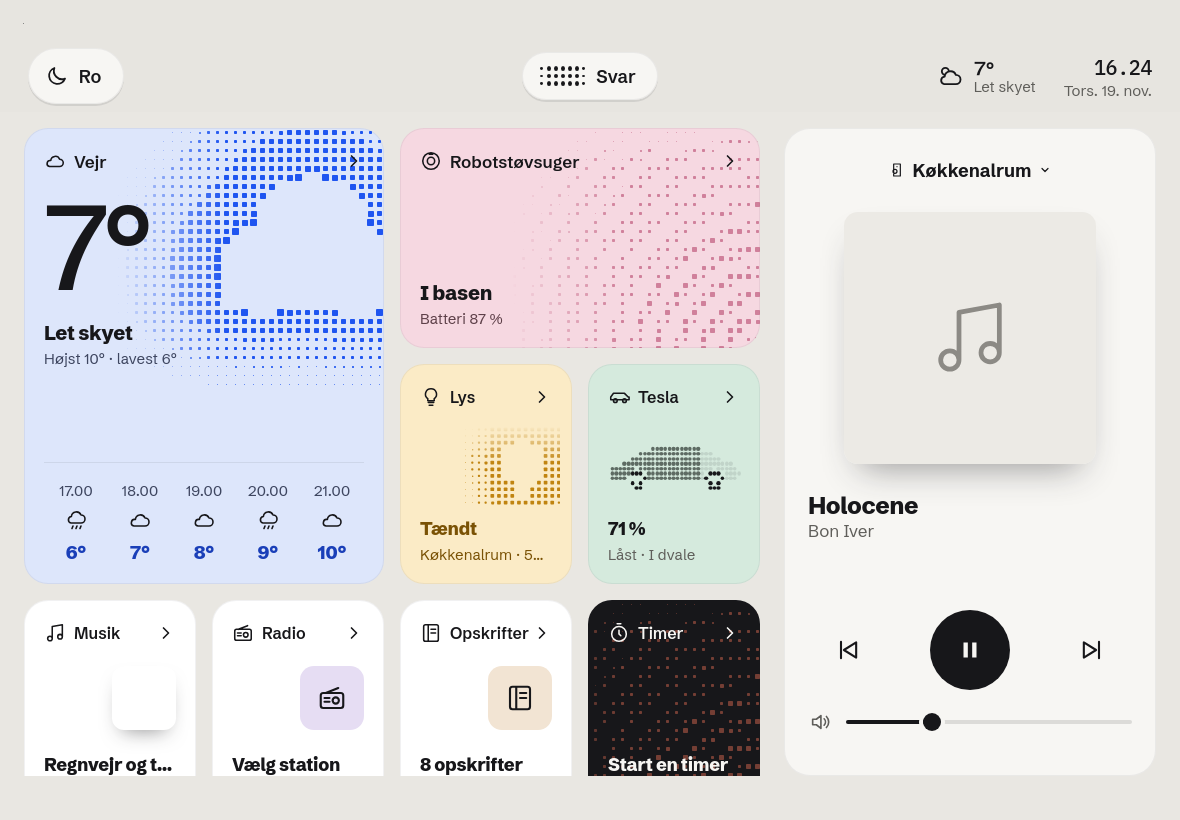 Ro
Svar
7°
Let skyet
16.24
Tors. 19. nov.
Vejr
7°
Let skyet
Højst 10° · lavest 6°
17.00 18.00 19.00 20.00 21.00
6° 7° 8° 9° 10°
Robotstøvsuger
I basen
Batteri 87 %
Lys
Tændt
Køkkenalrum · 5...
Tesla
71 %
Låst · I dvale
Musik
Regnvejr og t...
Radio
Vælg station
Opskrifter
8 opskrifter
Timer
Start en timer
Køkkenalrum
Holocene
Bon Iver